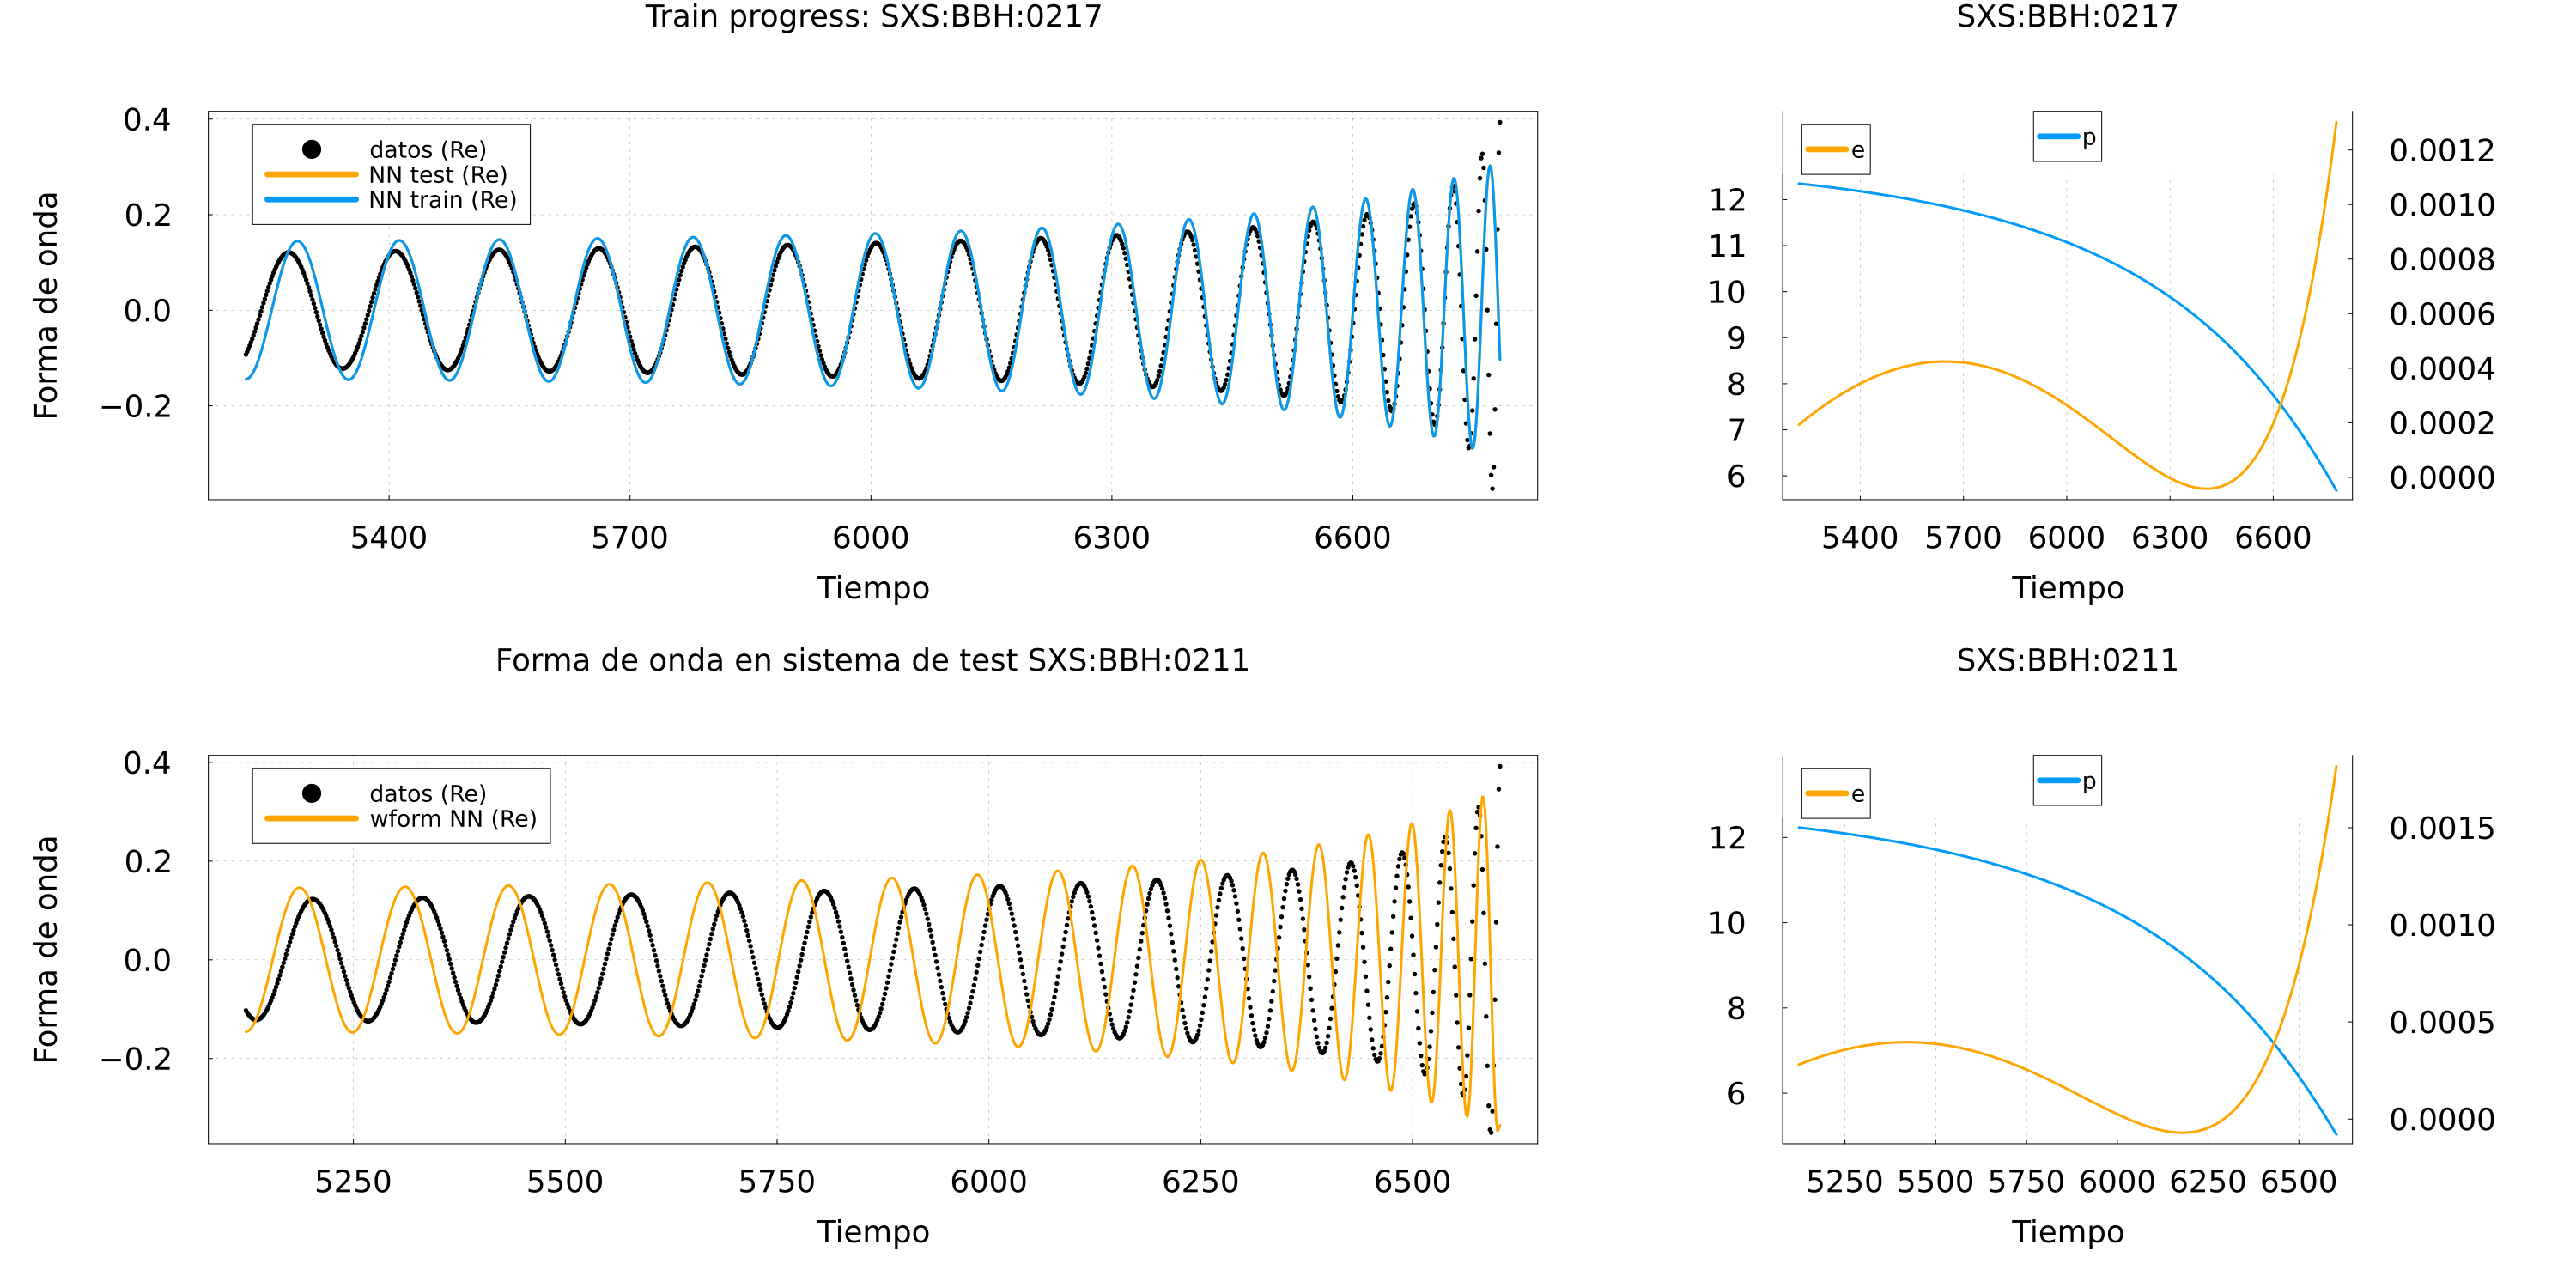 Train progress: SXS:BBH:0217
Forma de onda
0.4
0.2
0.0
−0.2
datos (Re)
NN test (Re)
NN train (Re)
5400 5700 6000 6300 6600
Tiempo
SXS:BBH:0217
e
p
12
11
10
9
8
7
6
0.0012
0.0010
0.0008
0.0006
0.0004
0.0002
0.0000
5400 5700 6000 6300 6600
Tiempo
Forma de onda en sistema de test SXS:BBH:0211
Forma de onda
0.4
0.2
0.0
−0.2
datos (Re)
wform NN (Re)
5250 5500 5750 6000 6250 6500
Tiempo
SXS:BBH:0211
e
p
12
10
8
6
0.0015
0.0010
0.0005
0.0000
5250 5500 5750 6000 6250 6500
Tiempo